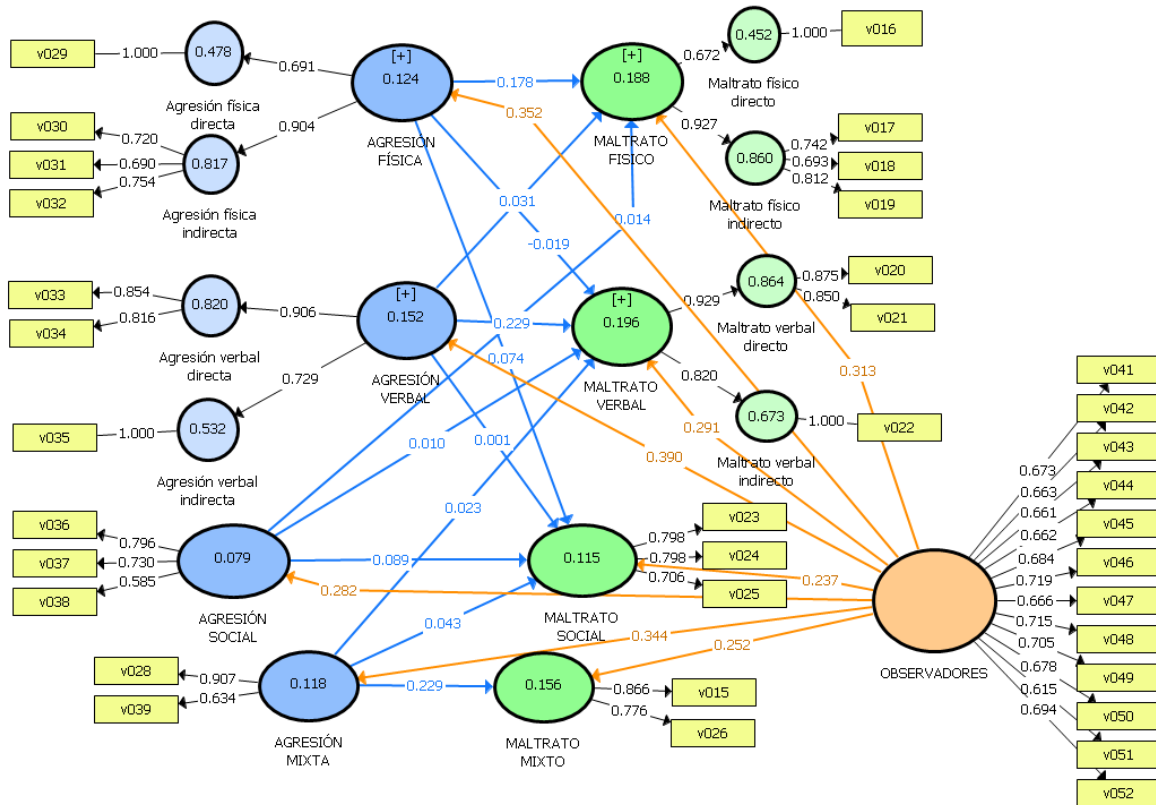 v029
1.000
0.478
0.691
Agresión física
directa
v030
v031
v032
0.720
0.690
0.754
0.817
0.904
Agresión física
indirecta
[+]
0.124
AGRESIÓN
FÍSICA
0.178
0.352
[+]
0.188
MALTRATO
FISICO
0.672
0.452
1.000
v016
Maltrato físico
directo
0.927
0.860
0.742
0.693
0.812
v017
v018
v019
Maltrato físico
indirecto
0.031
0.014
-0.019
v033
v034
0.854
0.816
0.820
0.906
Agresión verbal
directa
[+]
0.152
AGRESIÓN
VERBAL
0.229
0.074
[+]
0.196
MALTRATO
VERBAL
0.929
0.864
0.875
0.850
v020
v021
Maltrato verbal
directo
0.313
0.729
v035
1.000
0.532
Agresión verbal
indirecta
0.010
0.001
0.390
0.291
0.820
0.673
1.000
v022
Maltrato verbal
indirecto
0.023
v036
v037
v038
0.796
0.730
0.585
0.079
AGRESIÓN
SOCIAL
0.089
0.282
0.043
0.115
MALTRATO
SOCIAL
0.798
0.798
0.706
v023
v024
v025
0.237
0.344
0.252
v028
v039
0.907
0.634
0.118
AGRESIÓN
MIXTA
0.229
0.156
MALTRATO
MIXTO
0.866
0.776
v015
v026
OBSERVADORES
0.673
0.663
0.661
0.662
0.684
0.719
0.666
0.715
0.705
0.678
0.615
0.694
v041
v042
v043
v044
v045
v046
v047
v048
v049
v050
v051
v052